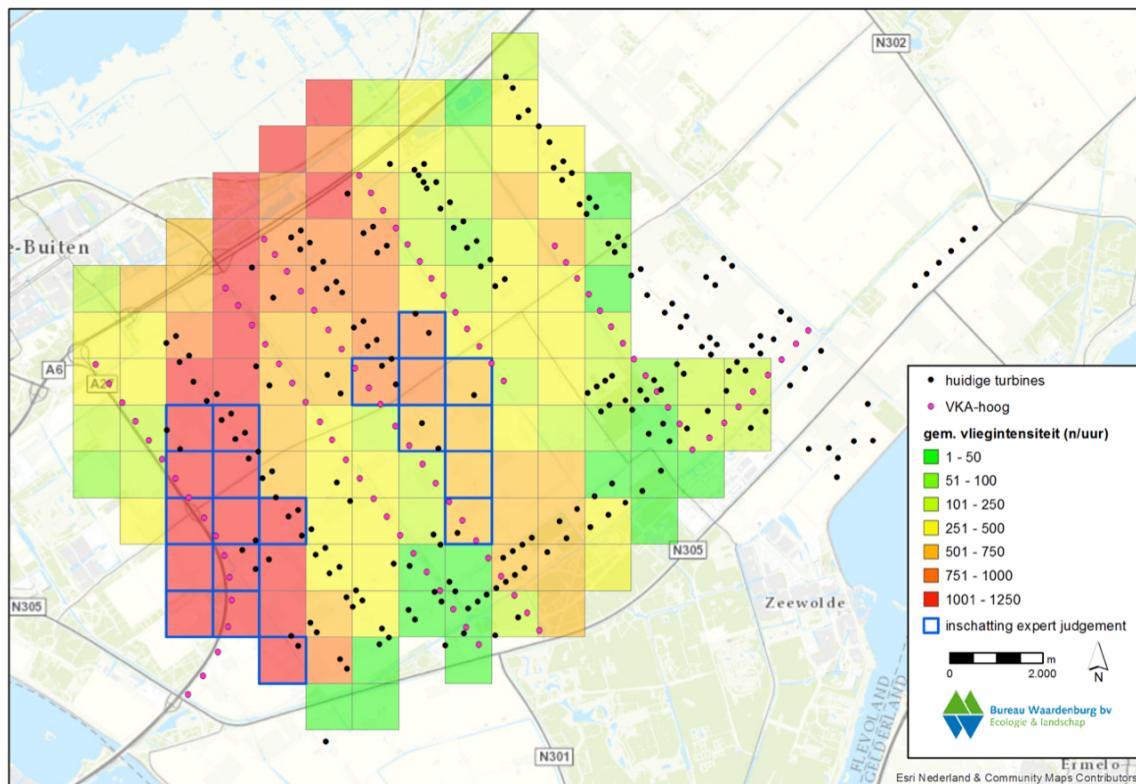 N302
e-Buiten
A6
A27
N305
N305
Zeewolde
N301
FLEVOLAND
GELDERLAND
Ermelo
huidige turbines
VKA-hoog
gem. vliegintensiteit (n/uur)
1 - 50
51 - 100
101 - 250
251 - 500
501 - 750
751 - 1000
1001 - 1250
inschatting expert judgement
m
0 2.000
N
Bureau Waardenburg bv
Ecologie & landschap
Esri Nederland & Community Maps Contributors